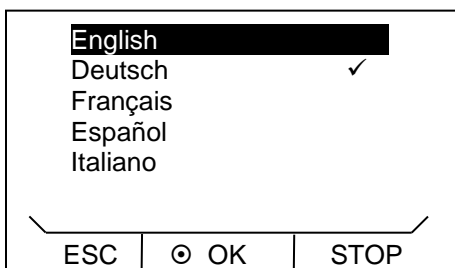 English
Deutsch ✓
Français
Español
Italiano
ESC ⊙ OK STOP